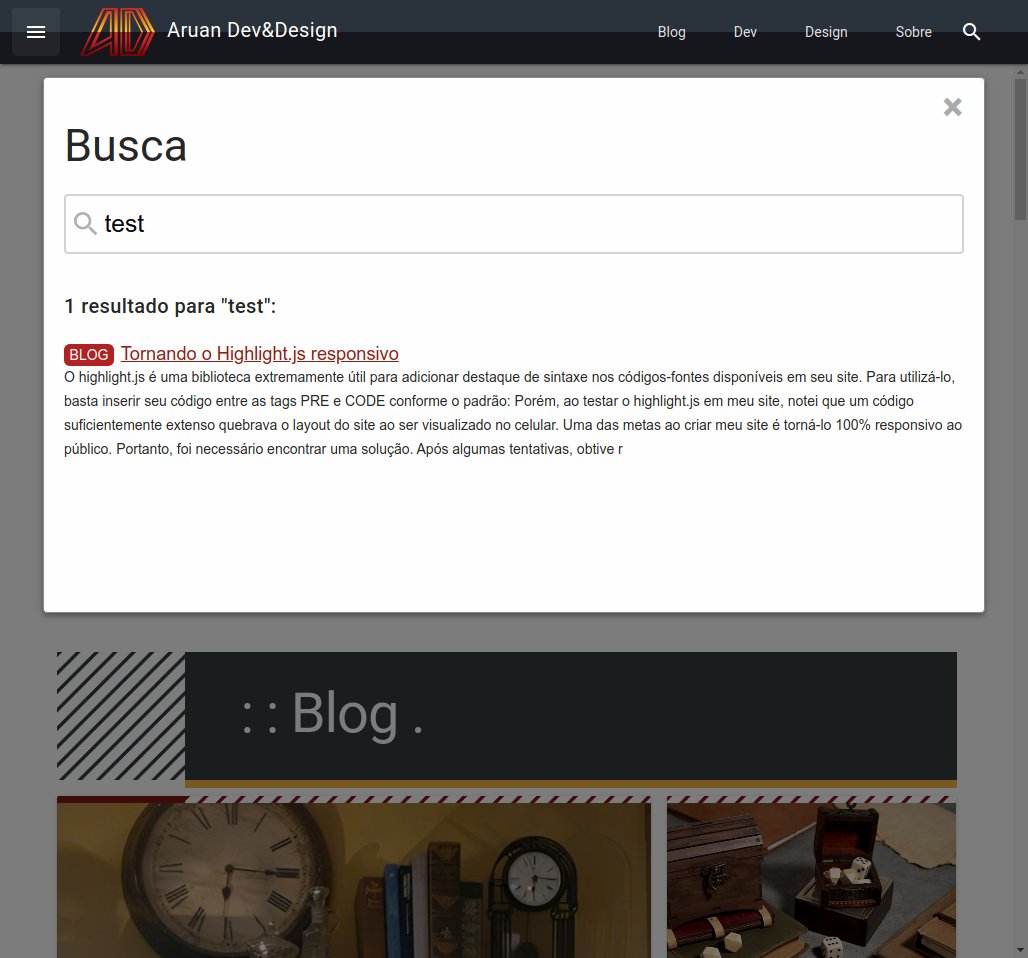 AD Aruan Dev&Design
Blog Dev Design Sobre
Busca
test
1 resultado para "test":
BLOG Tornando o Highlight.js responsivo
O highlight.js é uma biblioteca extremamente útil para adicionar destaque de sintaxe nos códigos-fontes disponíveis em seu site. Para utilizá-lo,
basta inserir seu código entre as tags PRE e CODE conforme o padrão: Porém, ao testar o highlight.js em meu site, notei que um código
suficientemente extenso quebrava o layout do site ao ser visualizado no celular. Uma das metas ao criar meu site é torná-lo 100% responsivo ao
público. Portanto, foi necessário encontrar uma solução. Após algumas tentativas, obtive r
: : Blog .